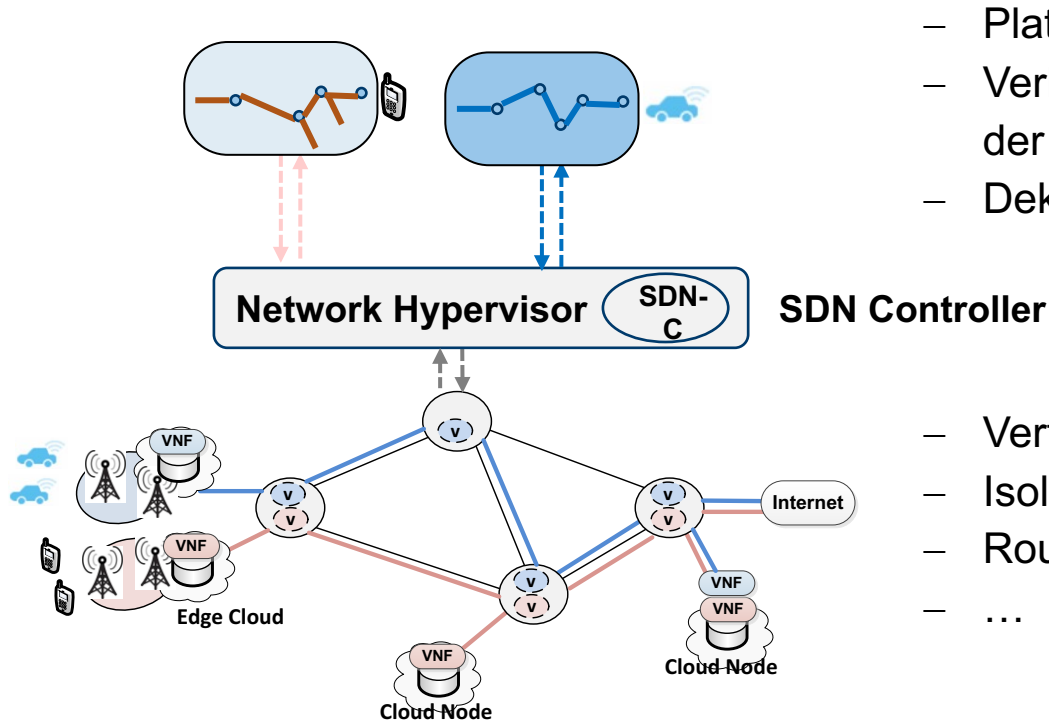 – Plat
– Ver
der
– Dek
Network Hypervisor
SDN-
C
SDN Controller
v
VNF
v
v
v
v
Internet
– Vert
– Isol
– Rou
– …
VNF
Edge Cloud
v
v
VNF
VNF
Cloud Node
VNF
Cloud Node